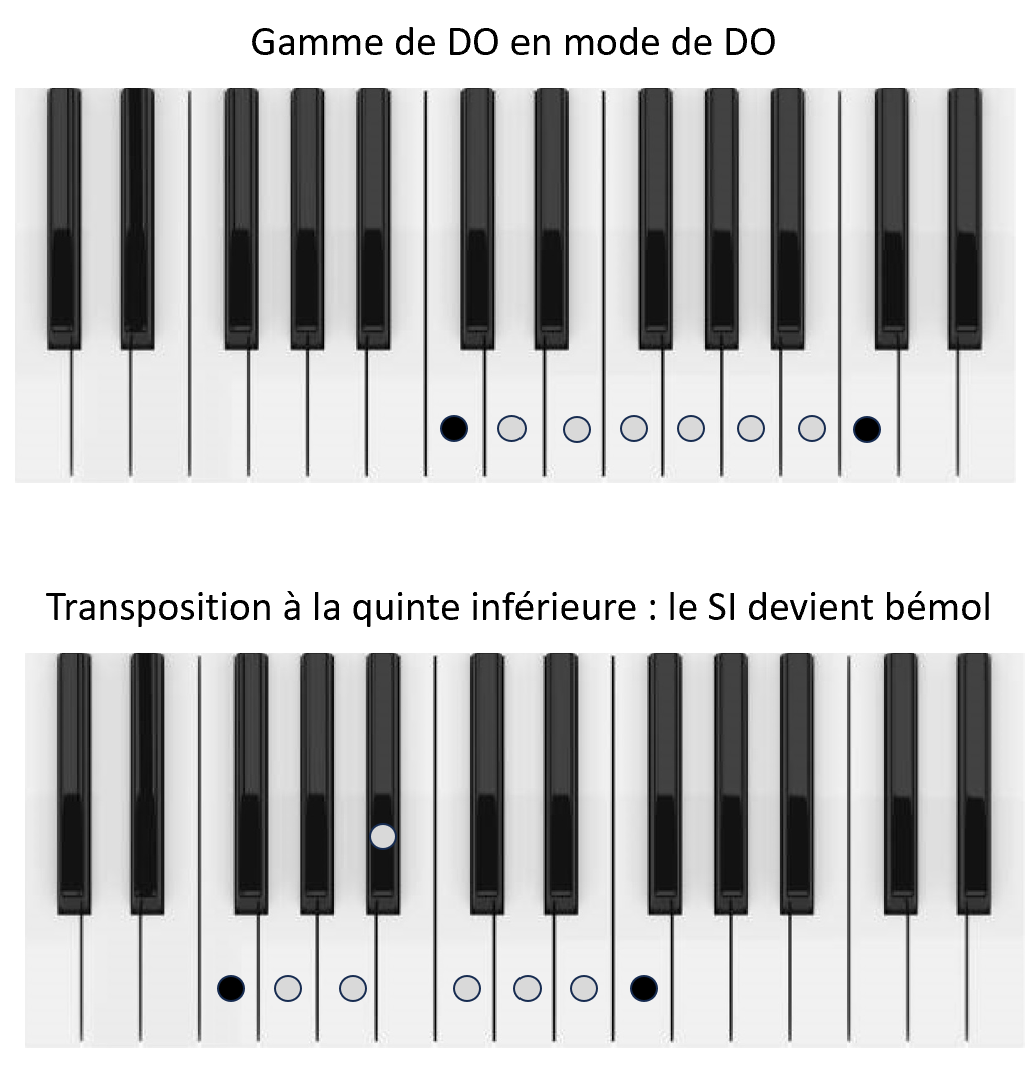 Gamme de DO en mode de DO
Transposition à la quinte inférieure : le SI devient bémol